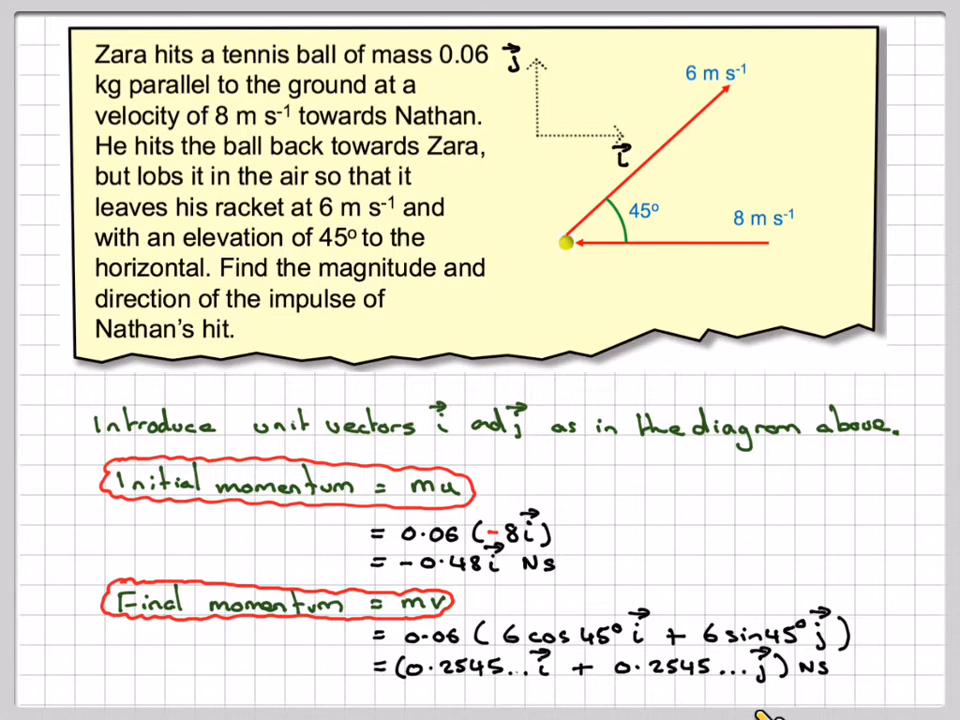 Zara hits a tennis ball of mass 0.06
kg parallel to the ground at a
velocity of 8 m s⁻¹ towards Nathan.
He hits the ball back towards Zara,
but lobs it in the air so that it
leaves his racket at 6 m s⁻¹ and
with an elevation of 45º to the
horizontal. Find the magnitude and
direction of the impulse of
Nathan's hit.
j⃗
i⃗
6 m s⁻¹
45º
8 m s⁻¹
Introduce unit vectors i⃗ and j⃗ as in the diagram above.
Initial momentum = mu
= 0.06 (-8i⃗)
= -0.48i⃗ Ns
Final momentum = mv
= 0.06 (6 cos 45° i⃗ + 6 sin 45° j⃗)
= (0.2545... i⃗ + 0.2545... j⃗) Ns